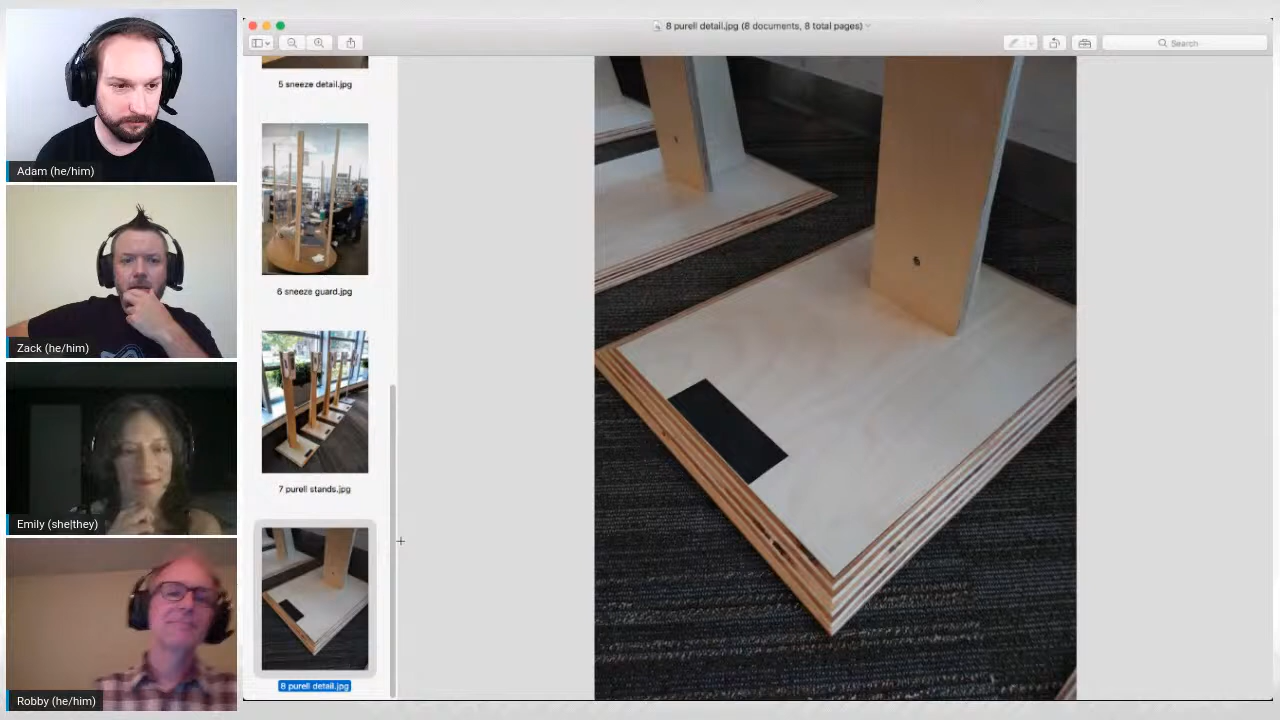 Adam (he/him)
Zack (he/him)
Emily (she|they)
Robby (he/him)
8 purell detail.jpg (8 documents, 8 total pages)
Search
5 sneeze detail.jpg
6 sneeze guard.jpg
7 purell stands.jpg
8 purell detail.jpg